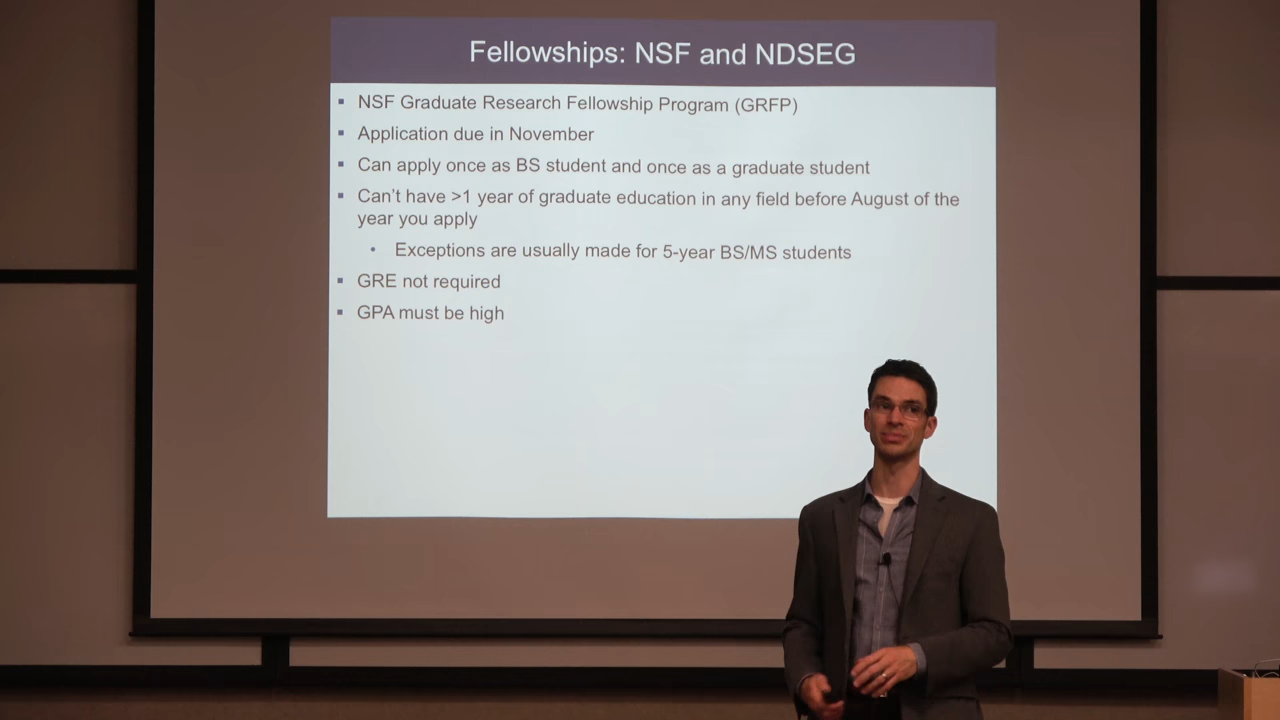 Fellowships: NSF and NDSEG
▪ NSF Graduate Research Fellowship Program (GRFP)
▪ Application due in November
▪ Can apply once as BS student and once as a graduate student
▪ Can't have >1 year of graduate education in any field before August of the
year you apply
• Exceptions are usually made for 5-year BS/MS students
▪ GRE not required
▪ GPA must be high